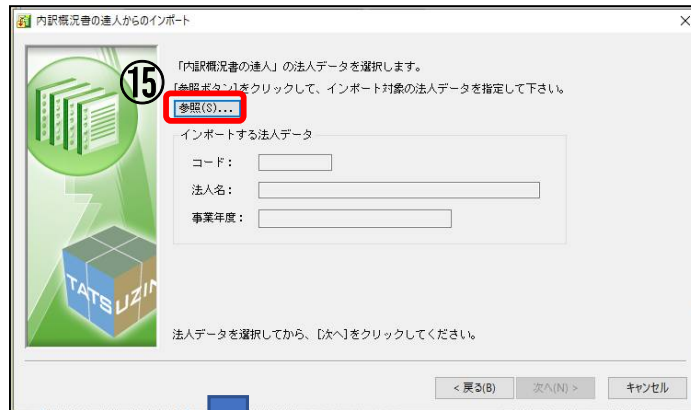 内訳概況書の達人からのインポート
「内訳概況書の達人」の法人データを選択します。
⑮
[参照ボタン]をクリックして、インポート対象の法人データを指定して下さい。
参照(S)...
インポートする法人データ
コード：
法人名：
事業年度：
TATSUZIN
法人データを選択してから、[次へ]をクリックしてください。
< 戻る(B)
次へ(N) >
キャンセル